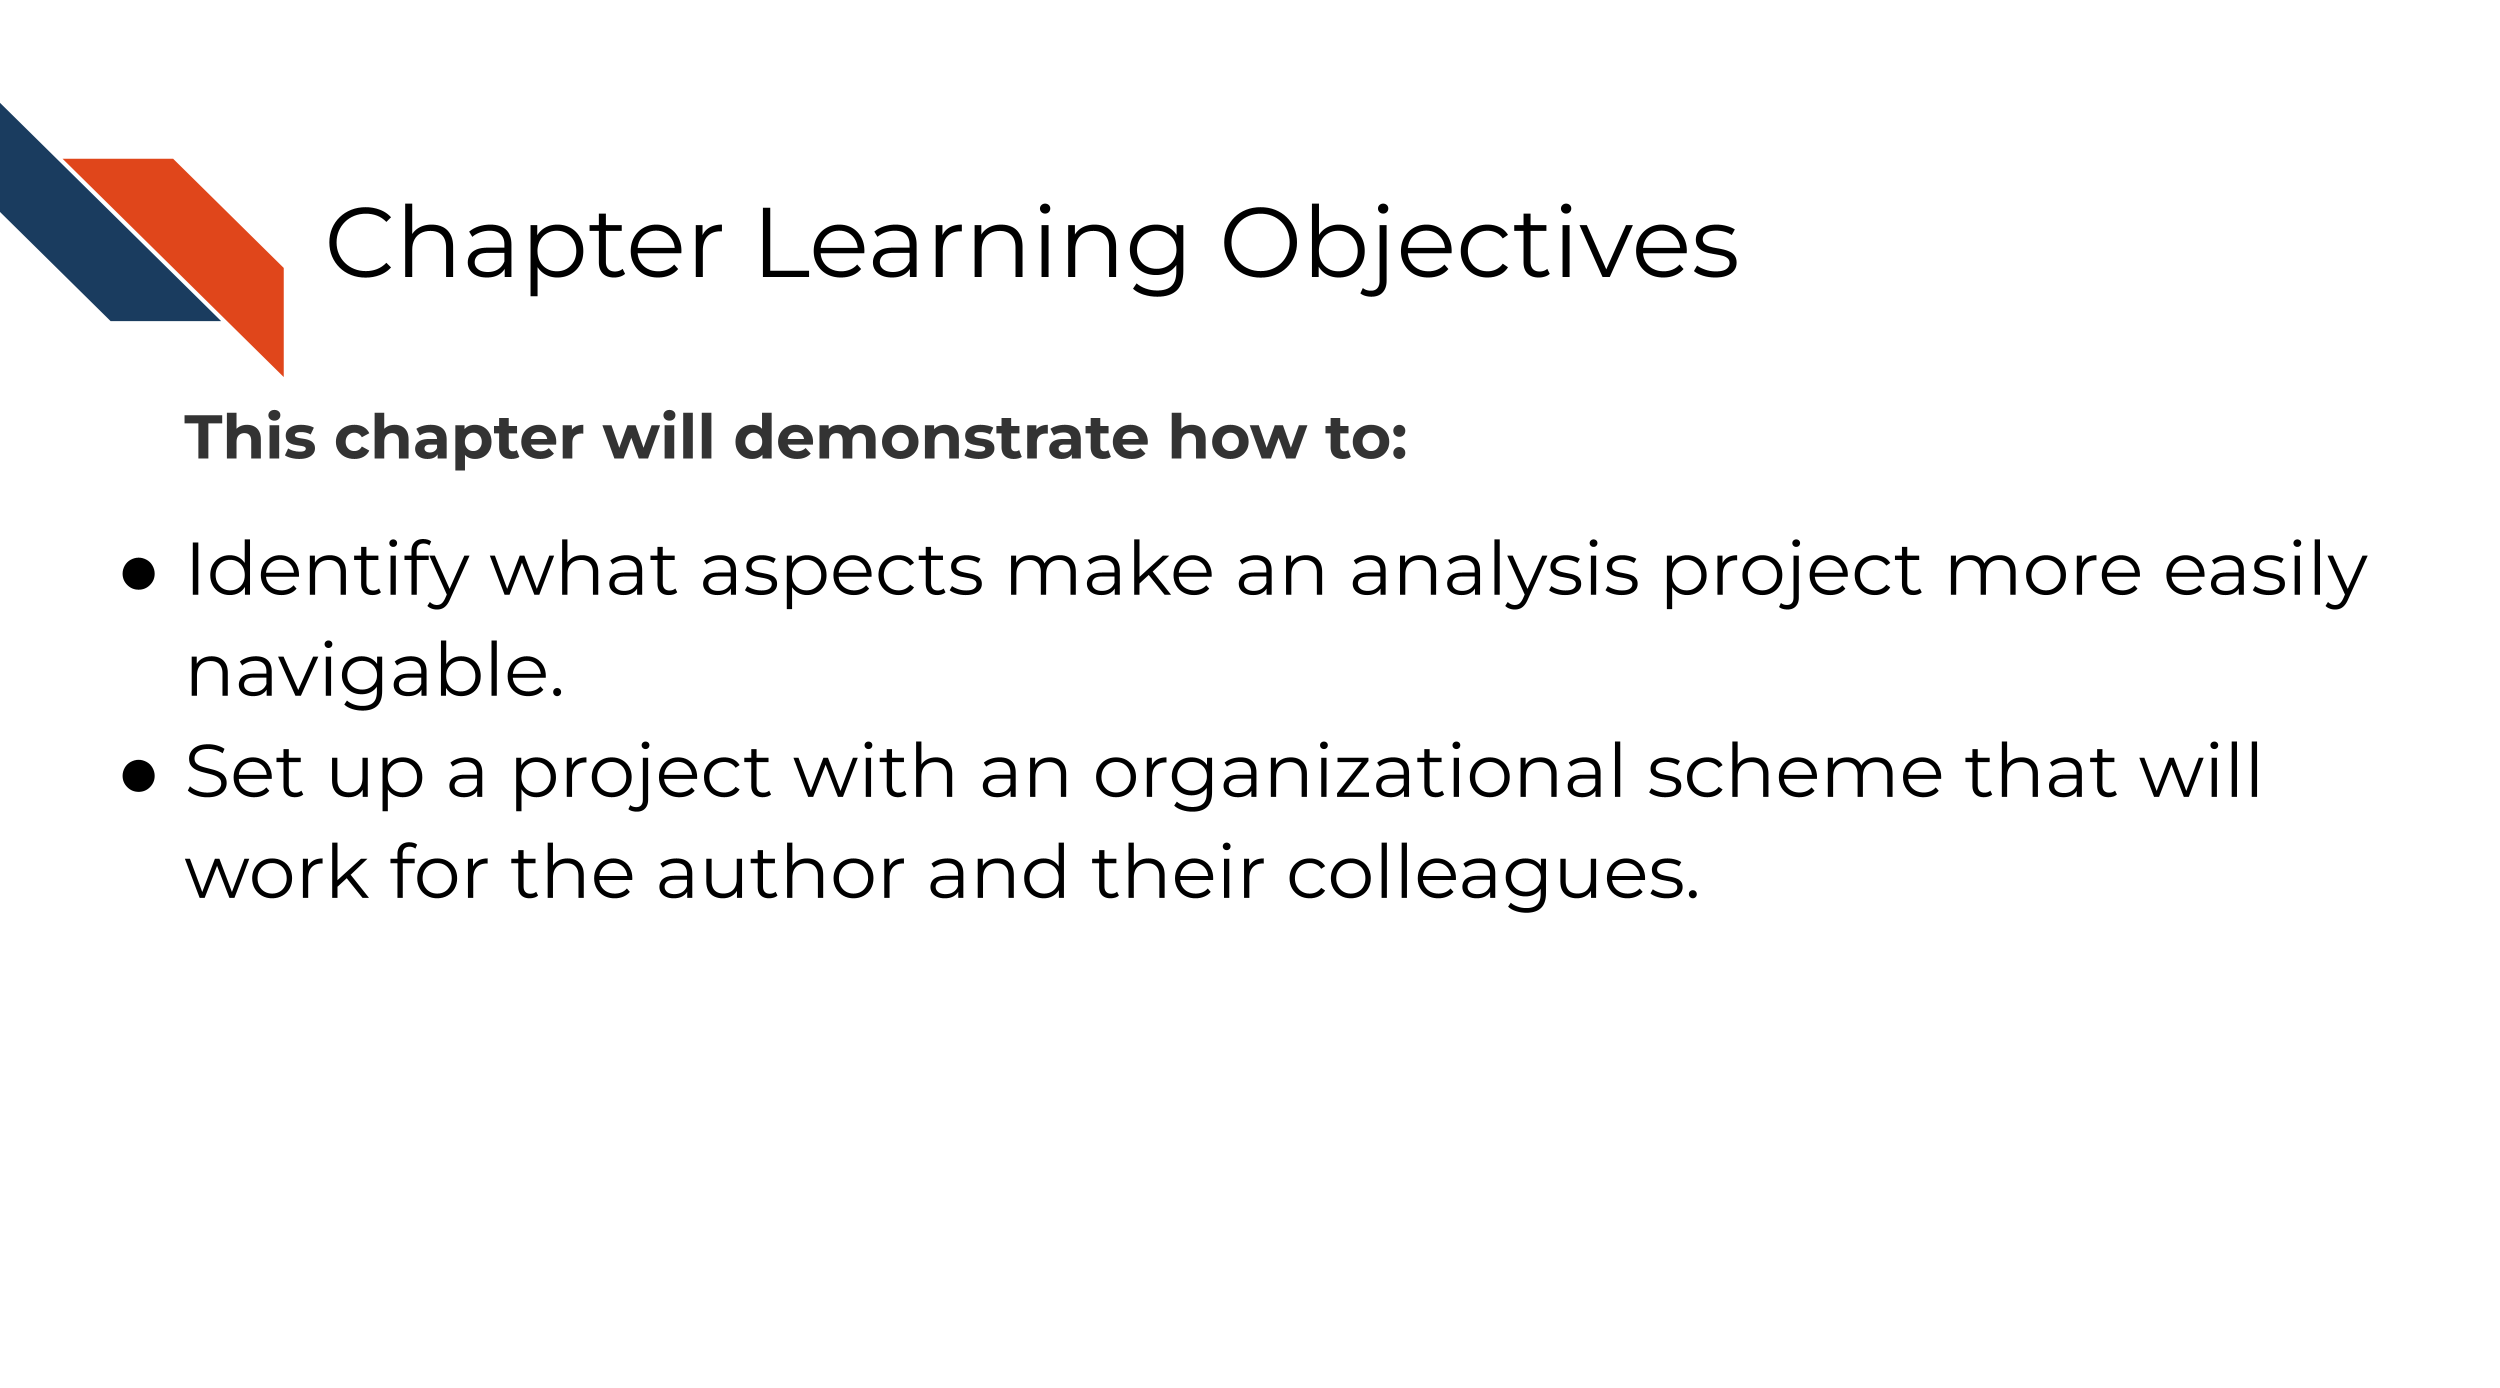 Chapter Learning Objectives
This chapter will demonstrate how to:
● Identify what aspects make an analysis project more easily
navigable.
● Set up a project with an organizational scheme that will
work for the author and their colleagues.